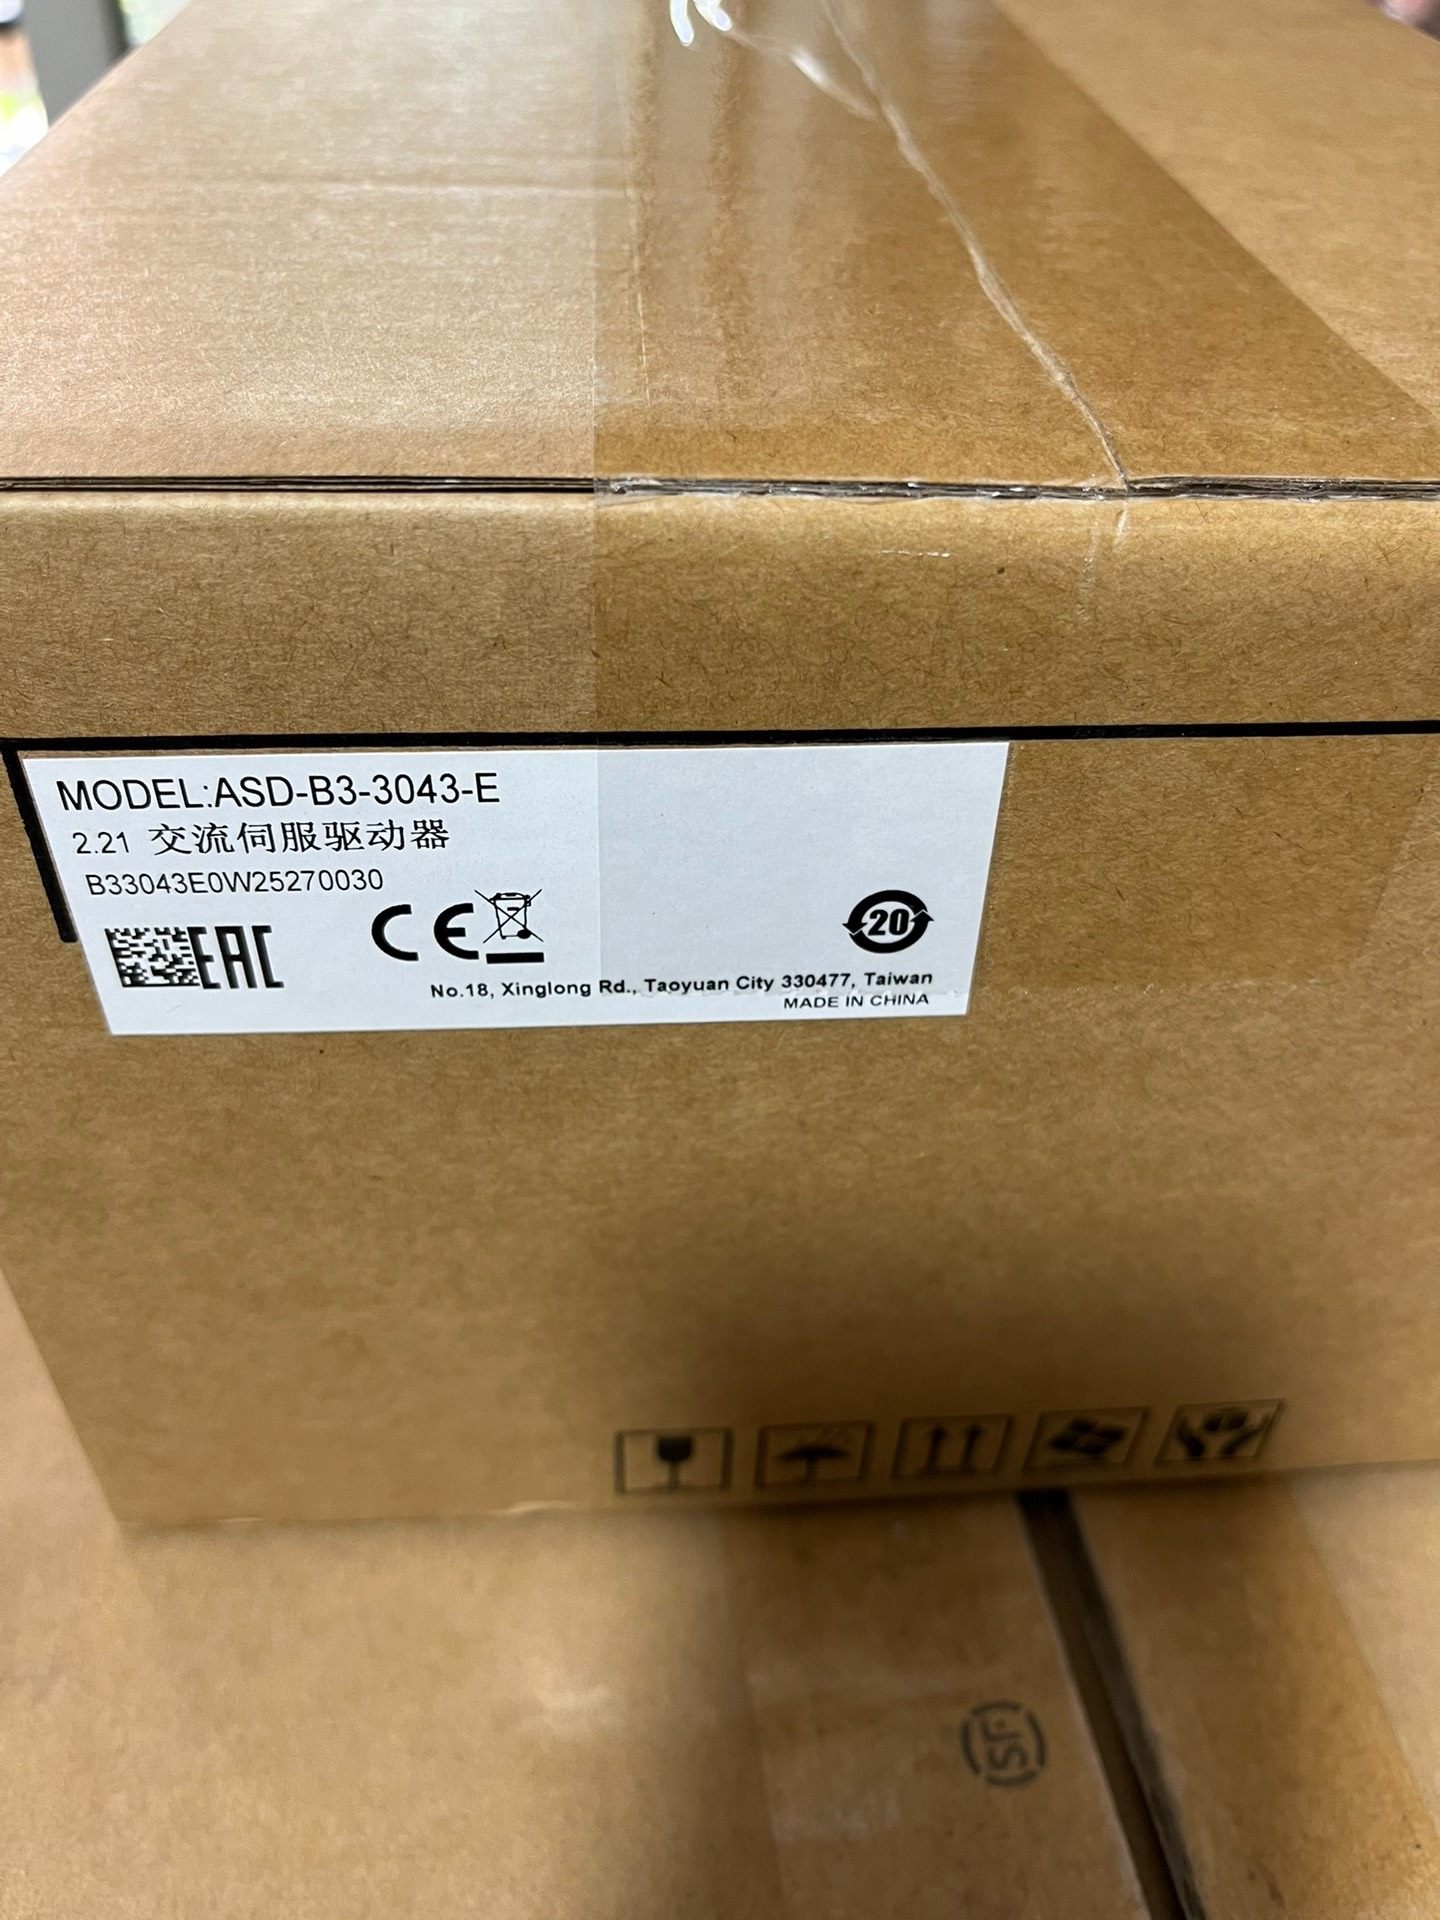 MODEL:ASD-B3-3043-E
2.21 交流伺服驱动器
B33043E0W25270030
EAC
CE
20
No.18, Xinglong Rd., Taoyuan City 330477, Taiwan
MADE IN CHINA
SF